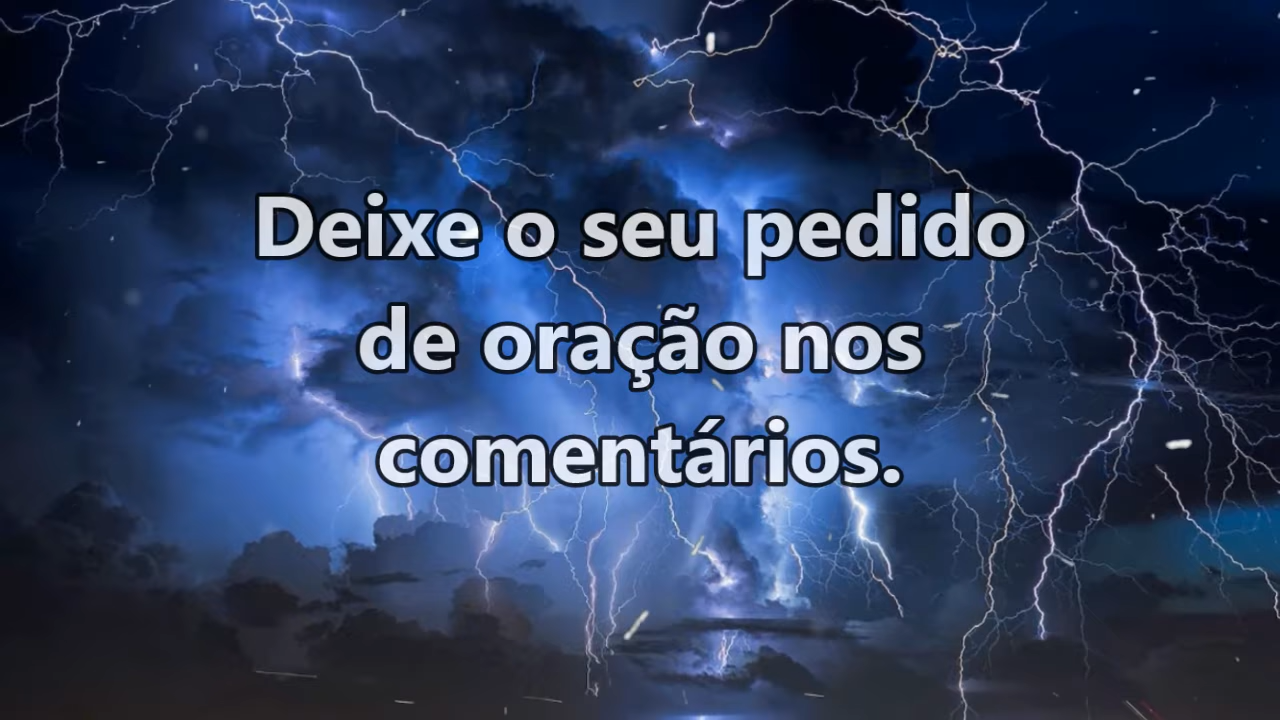 Deixe o seu pedido
de oração nos
comentários.